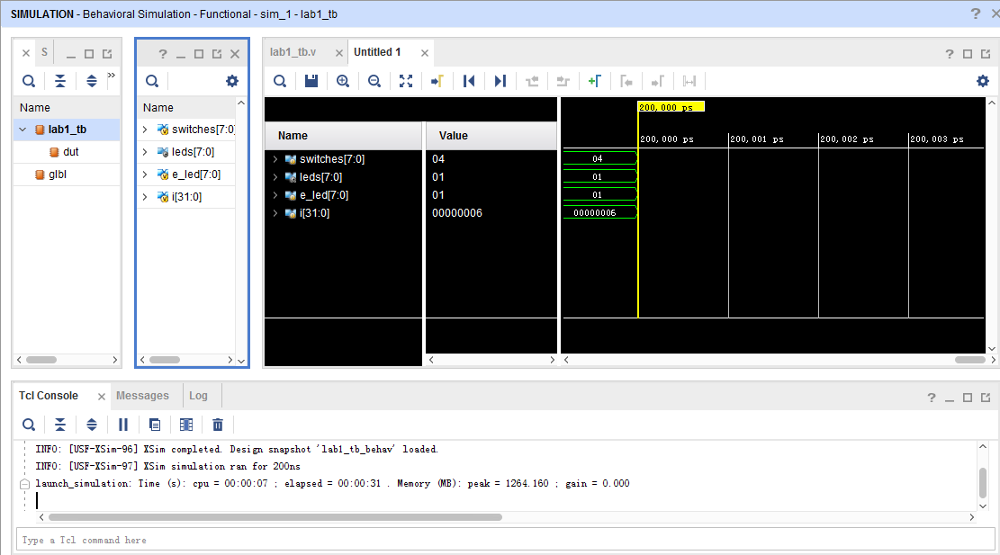 SIMULATION - Behavioral Simulation - Functional - sim_1 - lab1_tb
S
Name
lab1_tb
dut
glbl
Name
switches[7:0]
leds[7:0]
e_led[7:0]
i[31:0]
lab1_tb.v
Untitled 1
Name Value
switches[7:0] 04
leds[7:0] 01
e_led[7:0] 01
i[31:0] 00000006
200,000 ps
200,000 ps 200,001 ps 200,002 ps 200,003 ps
04
01
01
00000006
Tcl Console Messages Log
INFO: [USF-XSim-96] XSim completed. Design snapshot 'lab1_tb_behav' loaded.
INFO: [USF-XSim-97] XSim simulation ran for 200ns
launch_simulation: Time (s): cpu = 00:00:07 ; elapsed = 00:00:31 . Memory (MB): peak = 1264.160 ; gain = 0.000
Type a Tcl command here